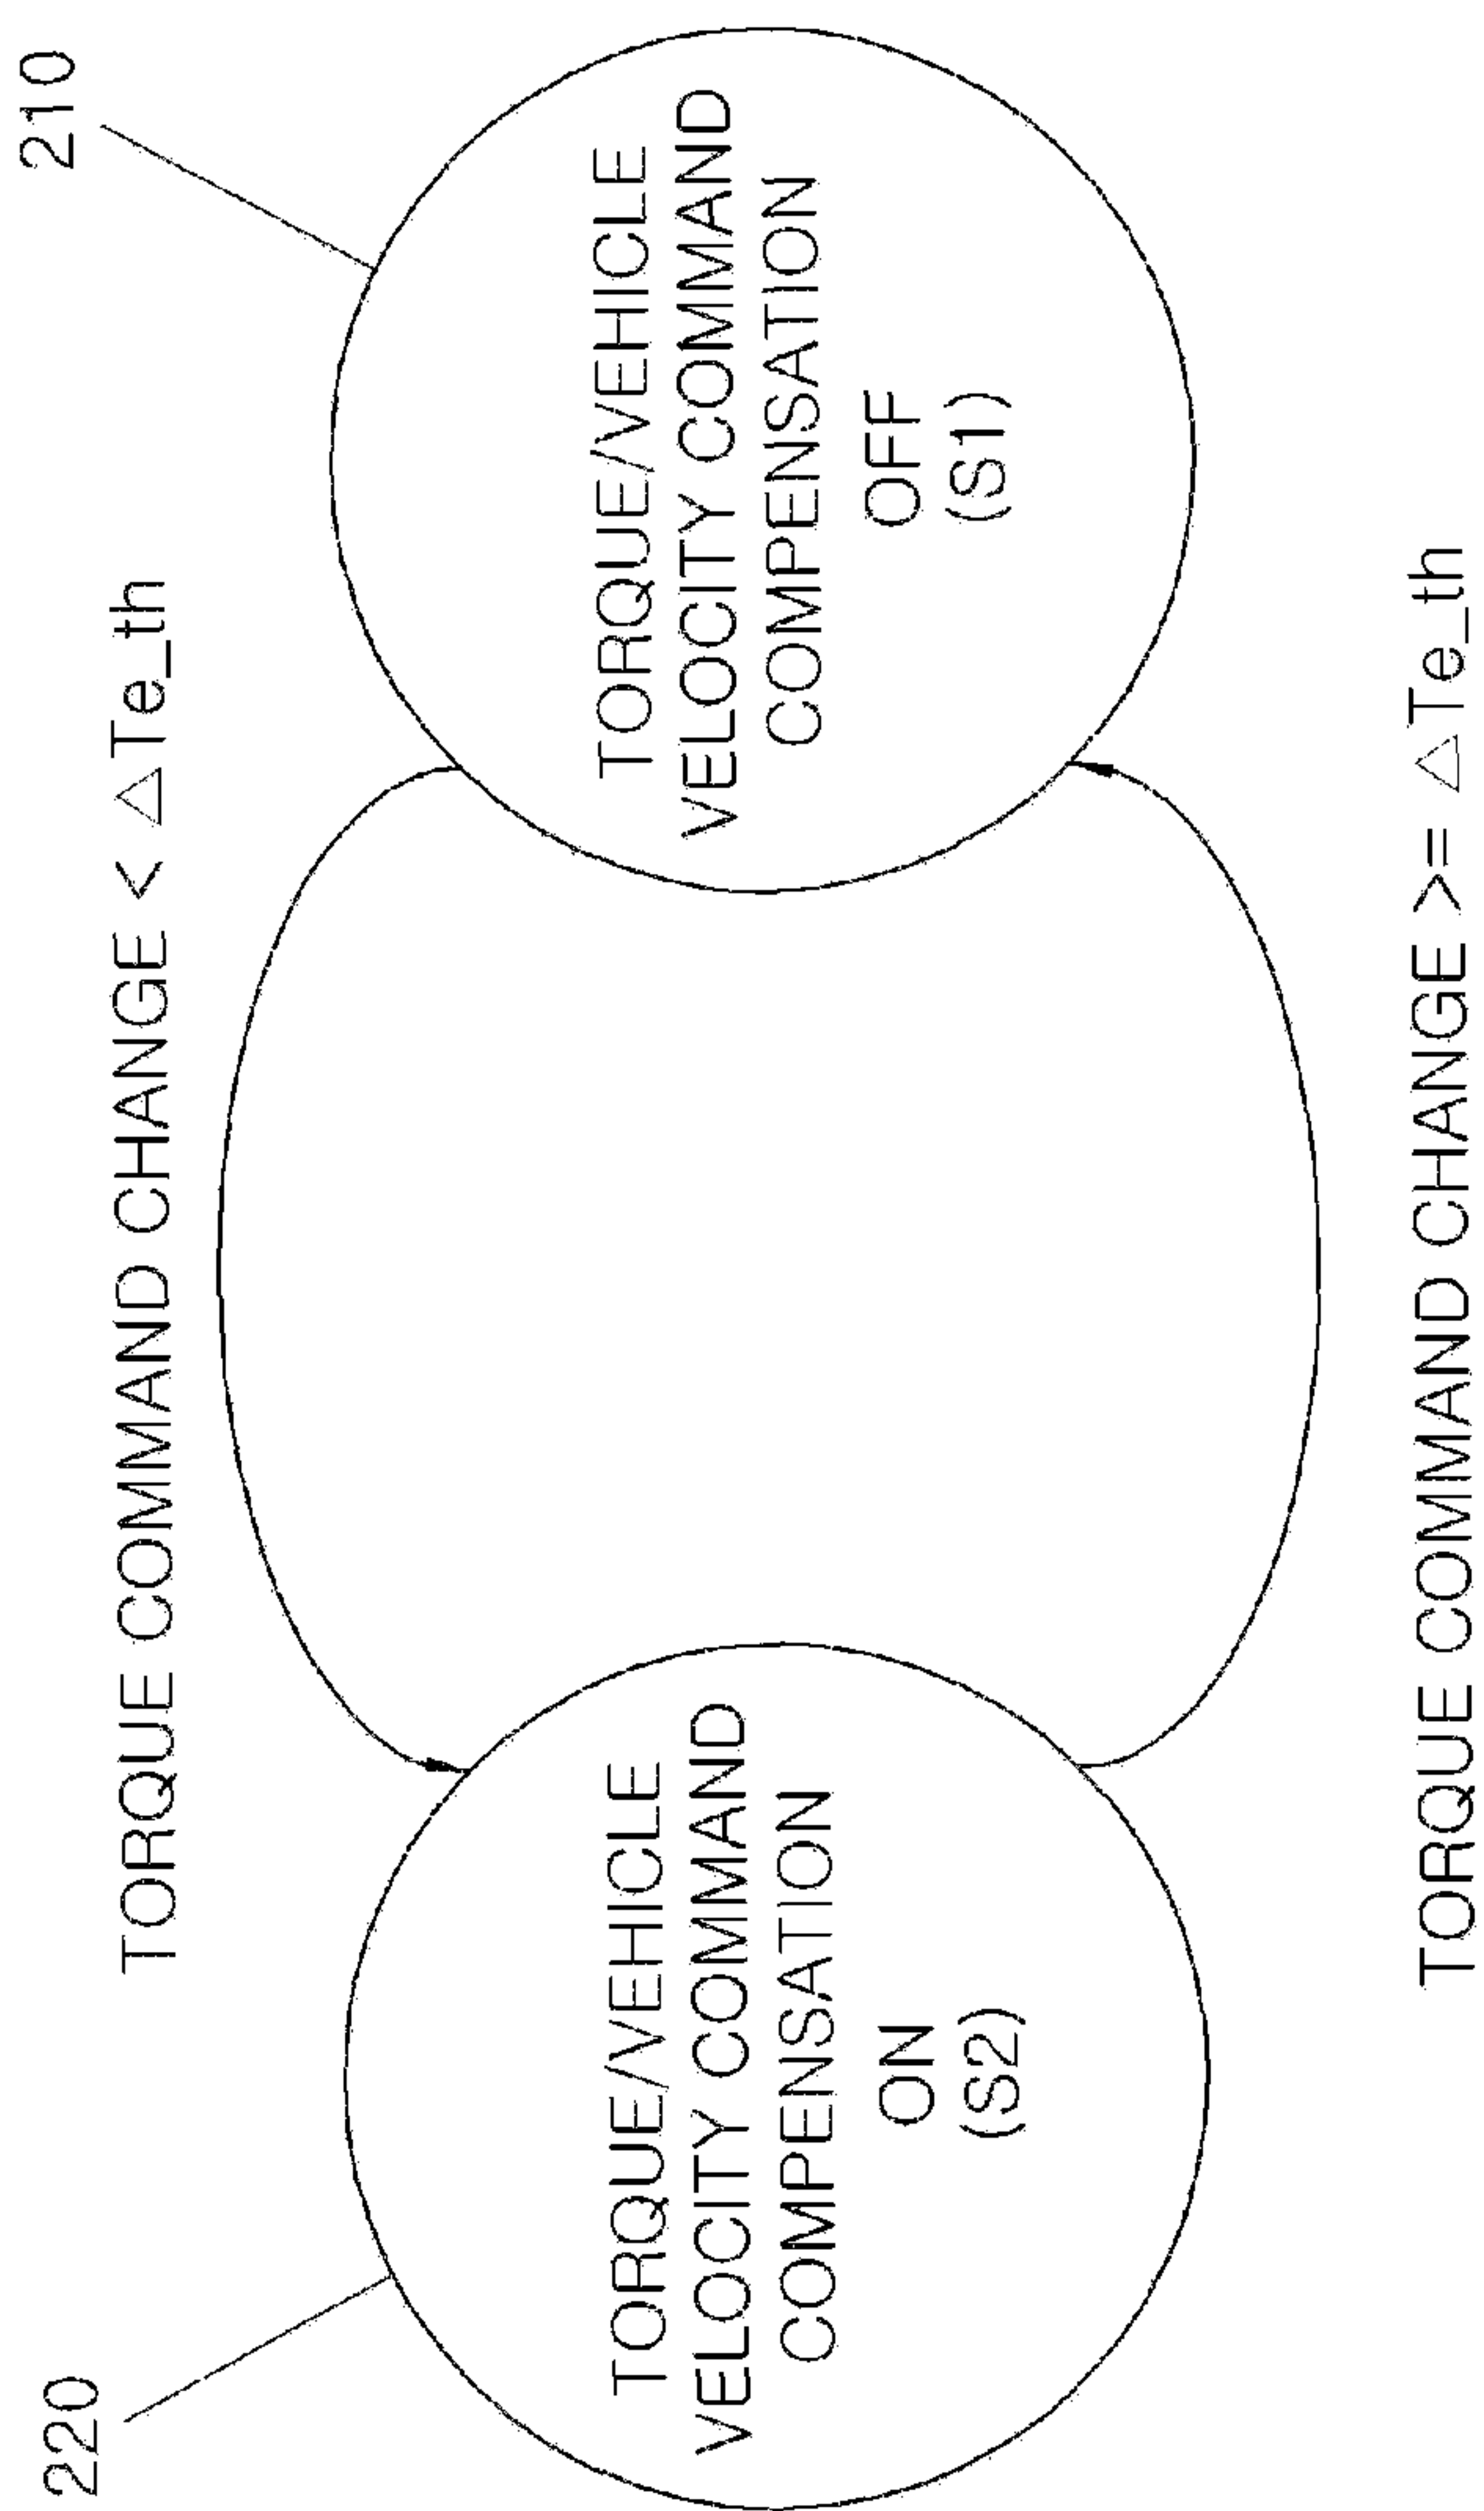 220
210
TORQUE COMMAND CHANGE < △Te_th
TORQUE/VEHICLE
VELOCITY COMMAND
COMPENSATION
ON
(S2)
TORQUE/VEHICLE
VELOCITY COMMAND
COMPENSATION
OFF
(S1)
TORQUE COMMAND CHANGE >= △Te_th